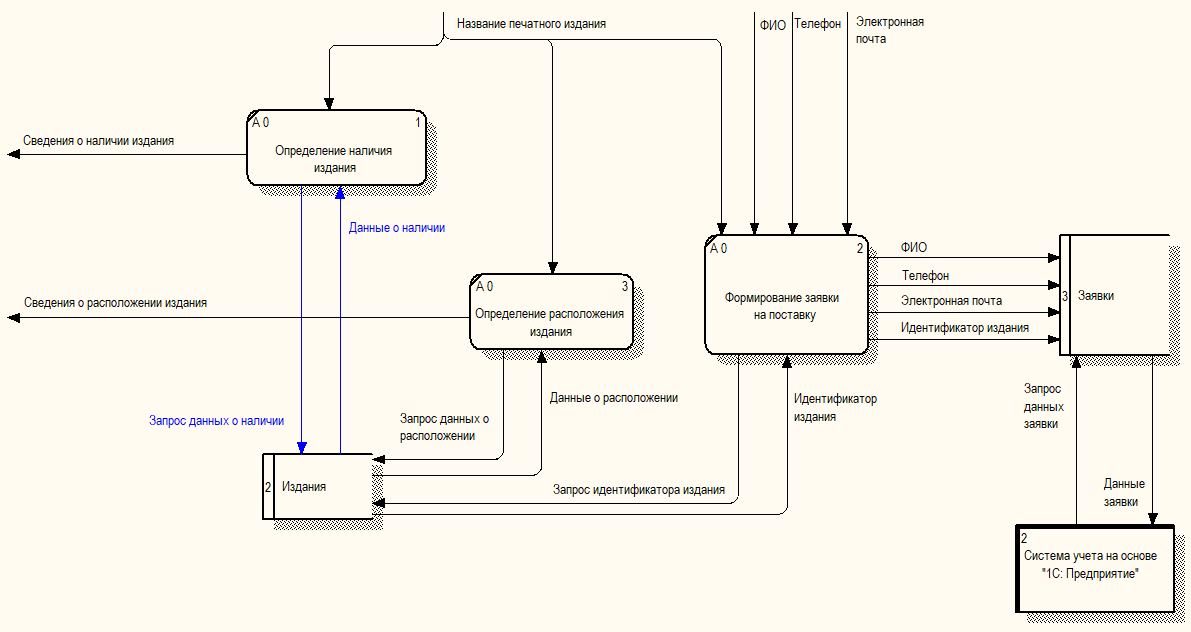 Название печатного издания
ФИО
Телефон
Электронная
почта
Сведения о наличии издания
A 0
1
Определение наличия
издания
Данные о наличии
A 0
2
Формирование заявки
на поставку
ФИО
Телефон
Электронная почта
Идентификатор издания
3
Заявки
Сведения о расположении издания
A 0
3
Определение расположения
издания
Запрос данных о наличии
Запрос данных о
расположении
Данные о расположении
Идентификатор
издания
Запрос
данных
заявки
2
Издания
Запрос идентификатора издания
Данные
заявки
2
Система учета на основе
"1С: Предприятие"